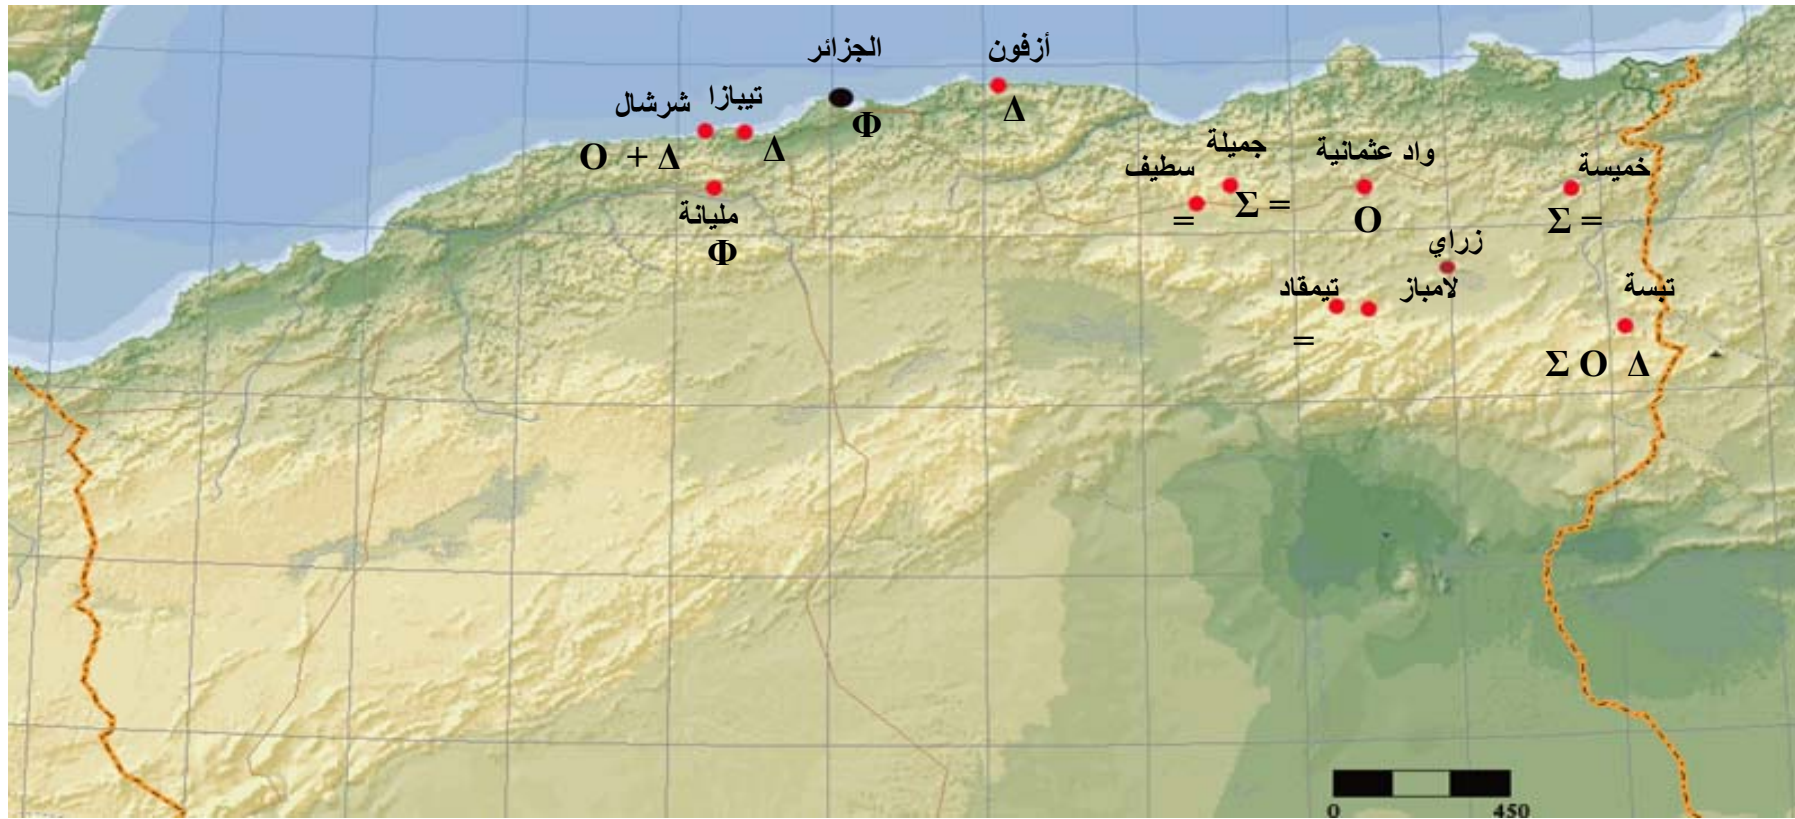 الجزائر
أزفون
شرشال
تيبازا
Φ
Δ
O + Δ
Δ
مليانة
Φ
سطيف
جميلة
واد عثمانية
خميسة
=
Σ =
O
Σ =
زراي
تيمقاد
لامباز
تبسة
=
Σ O Δ
0 450